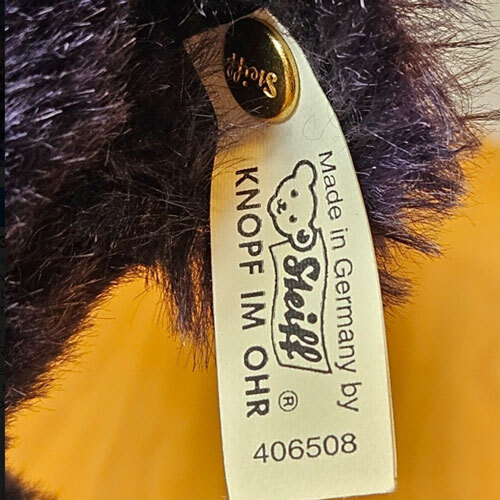 Steiff
Made in Germany by
Steiff ®
KNOPF IM OHR
406508